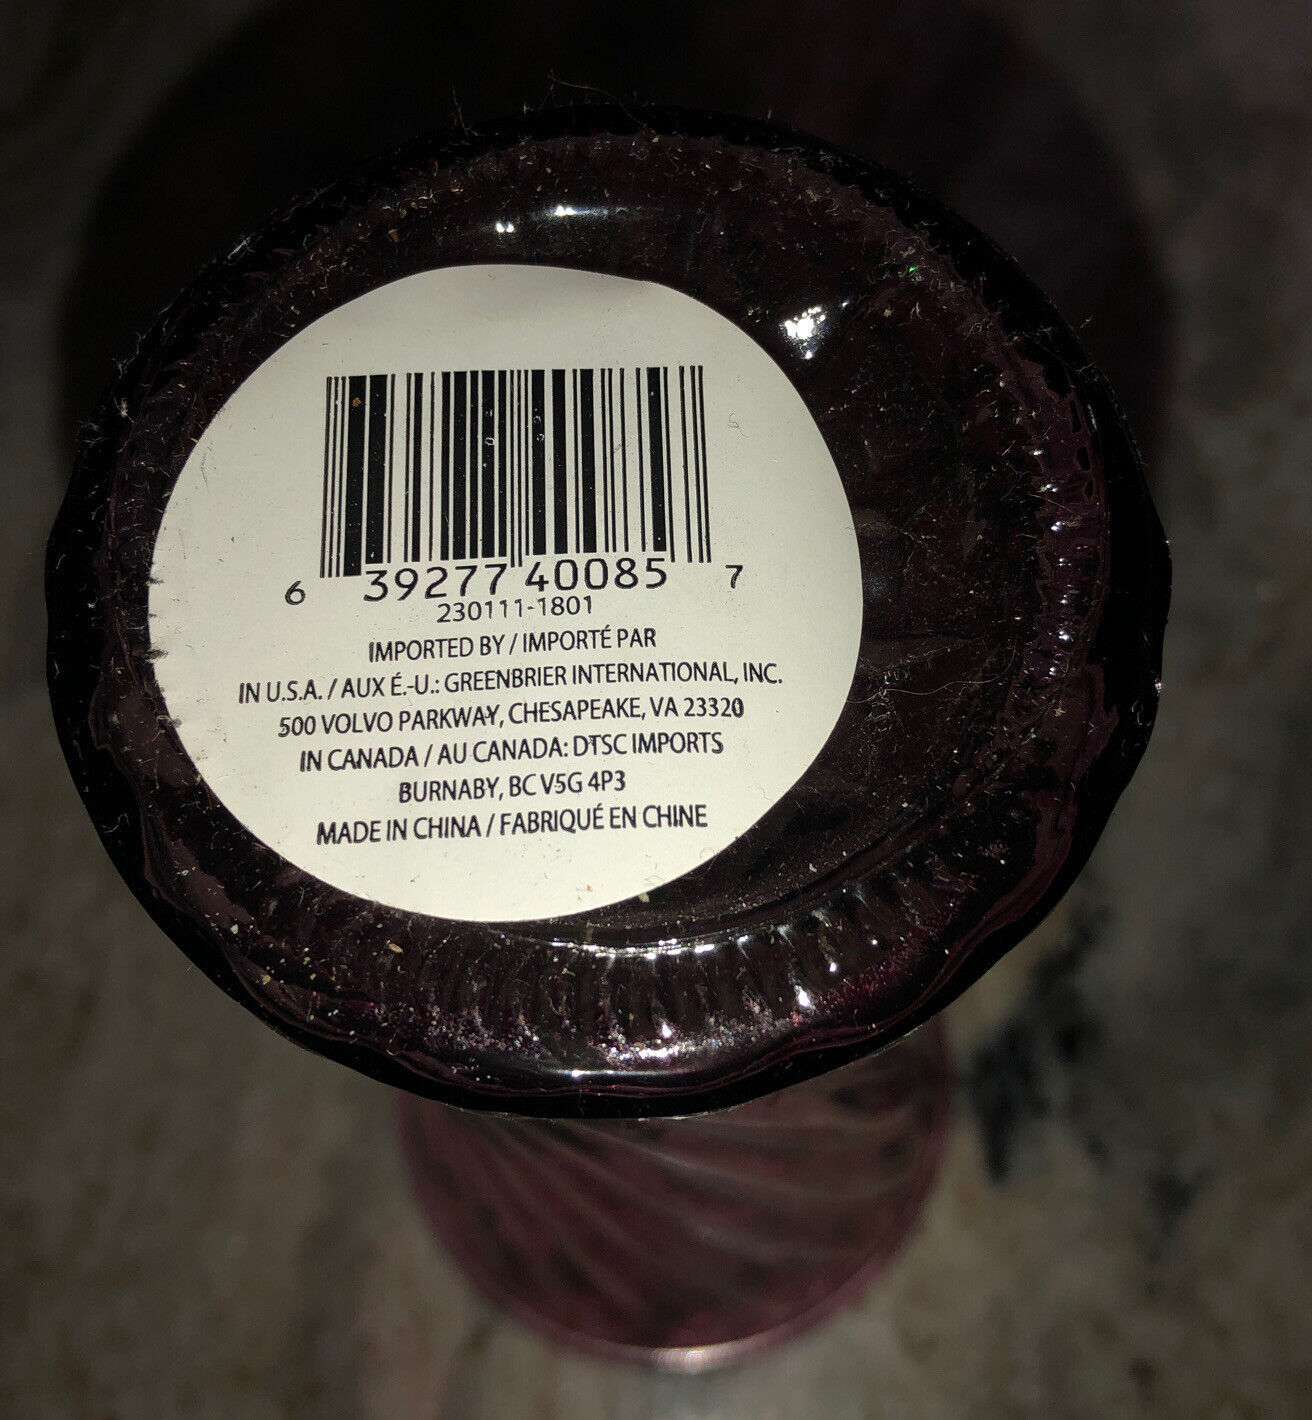 6 39277 40085 7
230111-1801
IMPORTED BY / IMPORTÉ PAR
IN U.S.A. / AUX É.-U.: GREENBRIER INTERNATIONAL, INC.
500 VOLVO PARKWAY, CHESAPEAKE, VA 23320
IN CANADA / AU CANADA: DTSC IMPORTS
BURNABY, BC V5G 4P3
MADE IN CHINA / FABRIQUÉ EN CHINE